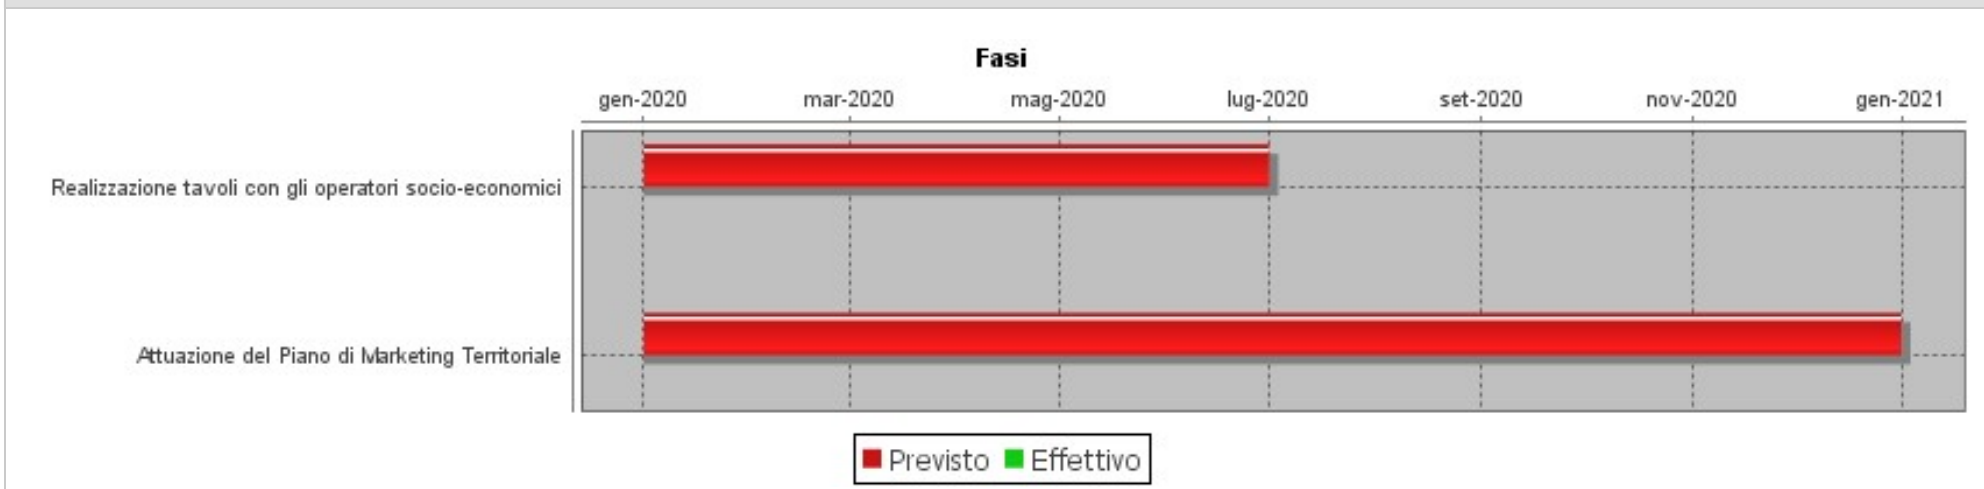 Fasi
gen-2020 mar-2020 mag-2020 lug-2020 set-2020 nov-2020 gen-2021
Realizzazione tavoli con gli operatori socio-economici
Attuazione del Piano di Marketing Territoriale
Previsto Effettivo